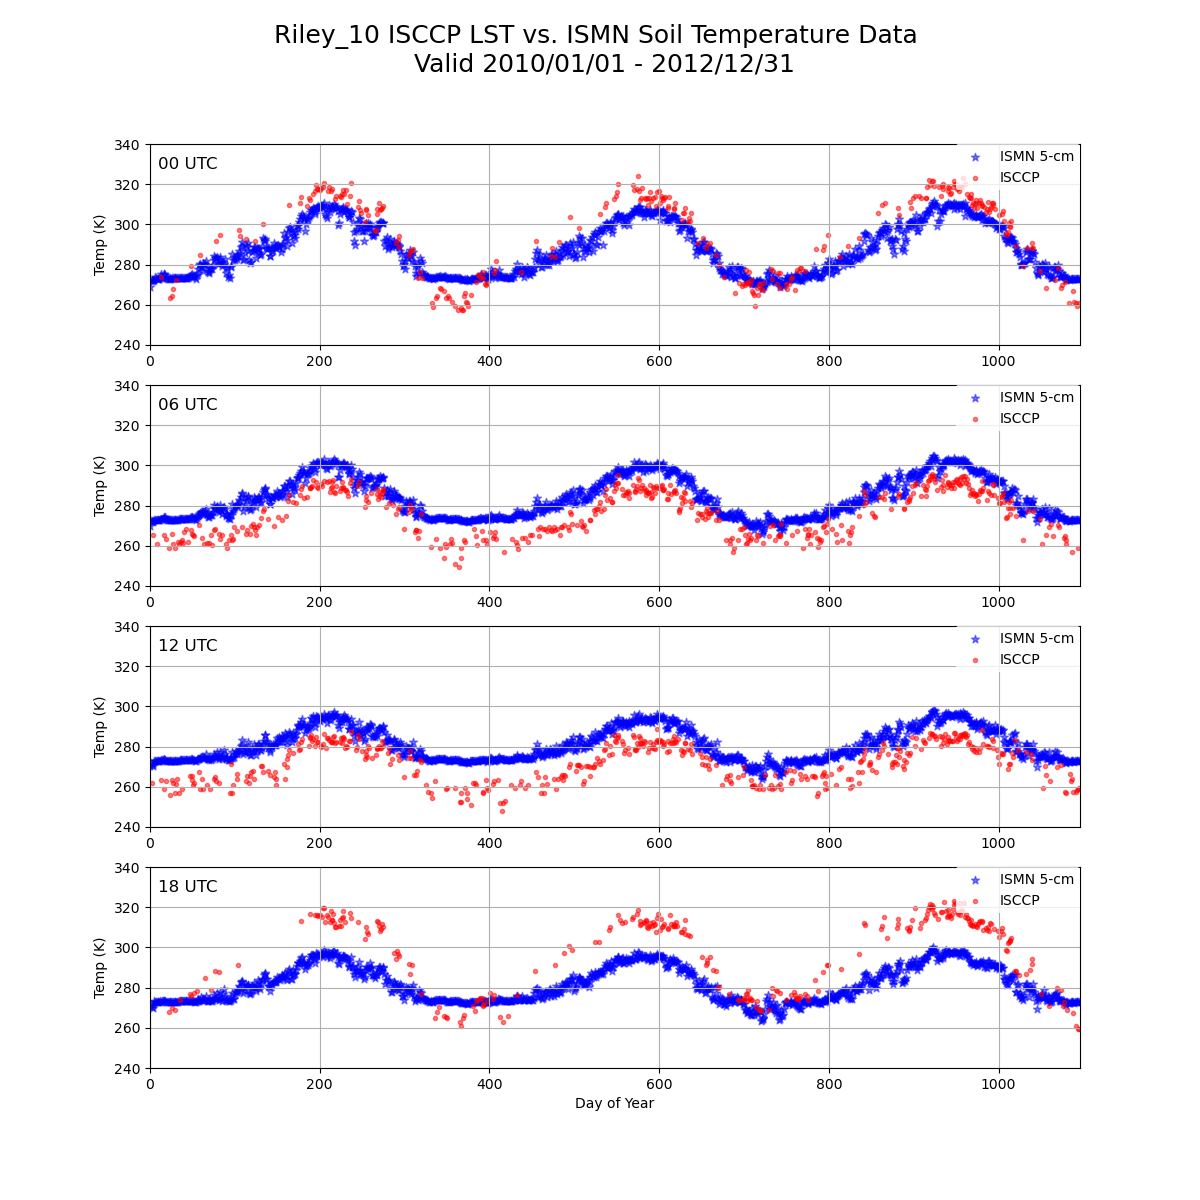 Riley_10 ISCCP LST vs. ISMN Soil Temperature Data
Valid 2010/01/01 - 2012/12/31
340
320
300
280
260
240
Temp (K)
00 UTC
ISMN 5-cm
ISCCP
0 200 400 600 800 1000
340
320
300
280
260
240
Temp (K)
06 UTC
ISMN 5-cm
ISCCP
0 200 400 600 800 1000
340
320
300
280
260
240
Temp (K)
12 UTC
ISMN 5-cm
ISCCP
0 200 400 600 800 1000
340
320
300
280
260
240
Temp (K)
18 UTC
ISMN 5-cm
ISCCP
0 200 400 600 800 1000
Day of Year